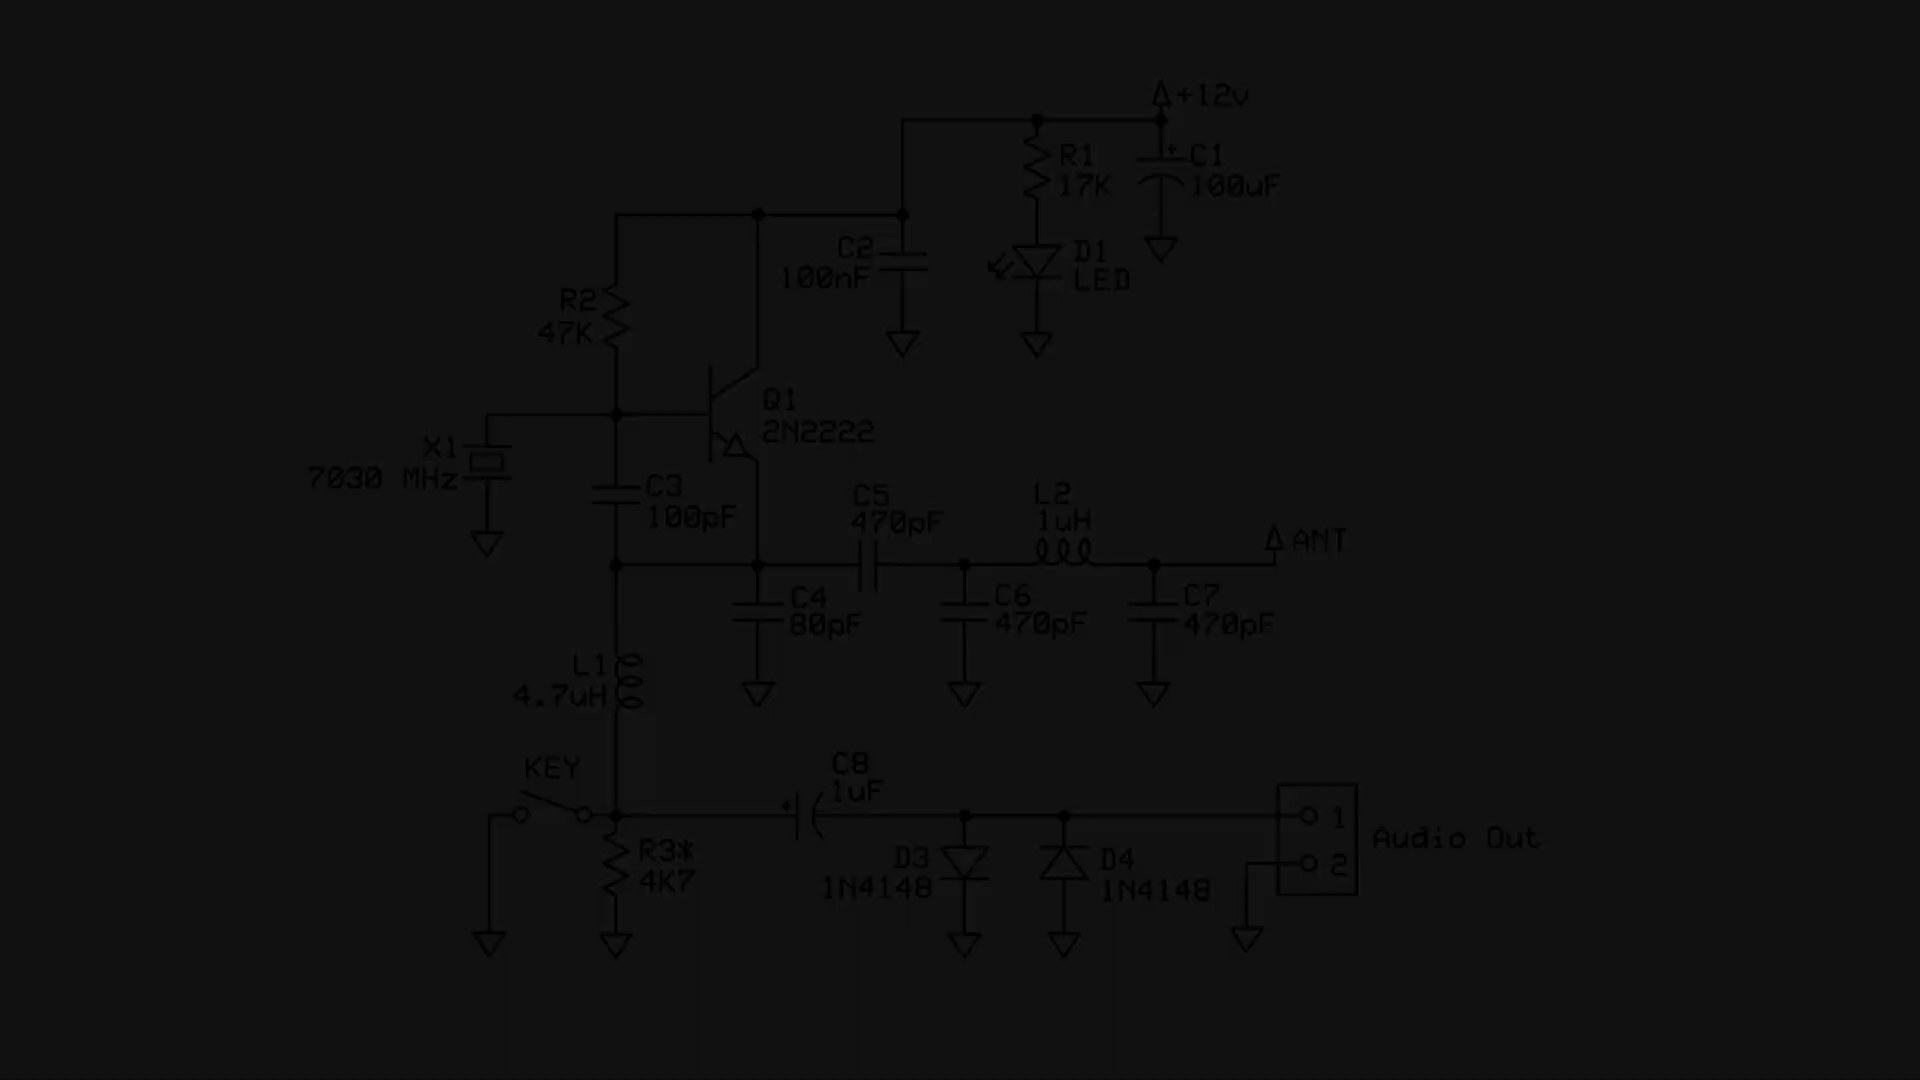 +12v
R1
17K
C1
100uF
C2
100nF
D1
LED
R2
47K
Q1
2N2222
X1
7030 MHz
C3
100pF
C5
470pF
L2
1uH
ANT
C4
80pF
C6
470pF
C7
470pF
L1
4.7uH
KEY
C8
1uF
R3*
4K7
D3
1N4148
D4
1N4148
1
2
Audio Out